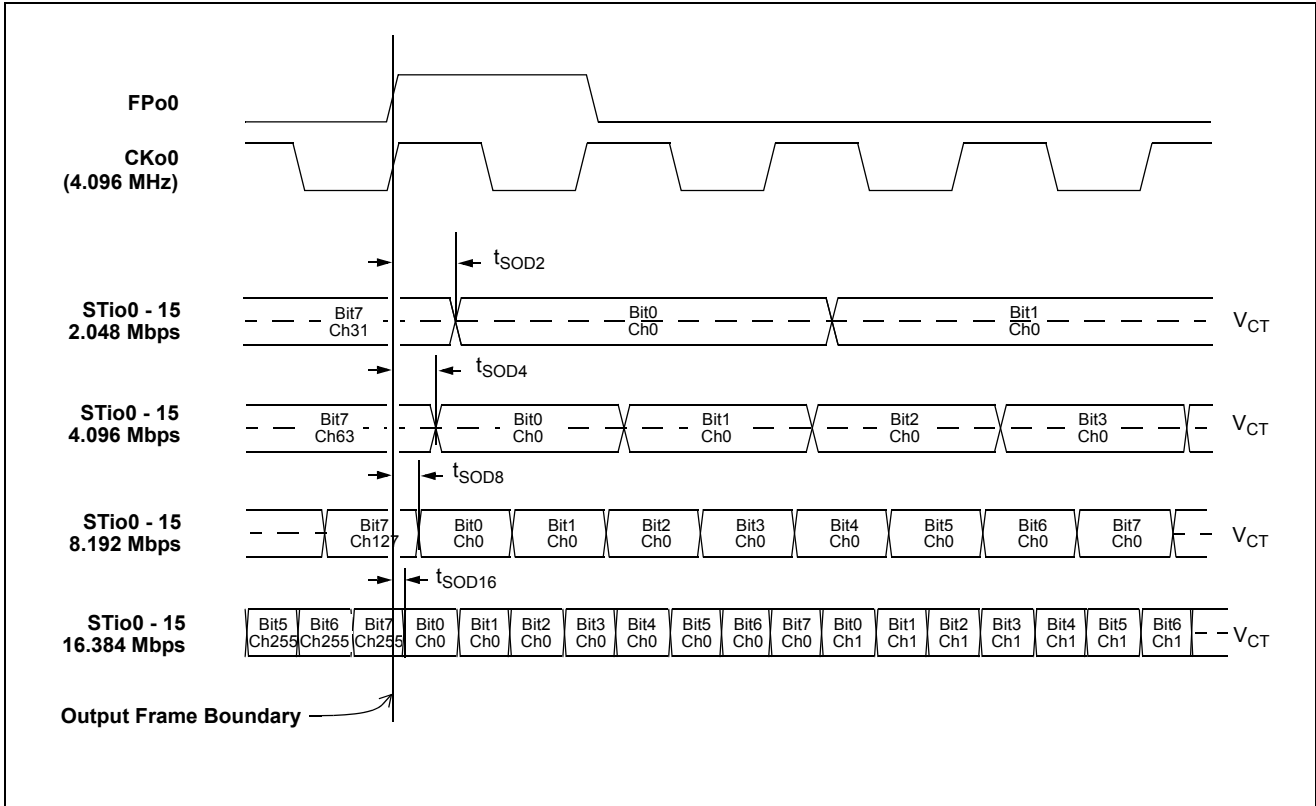 FPo0
CKo0
(4.096 MHz)
tSOD2
STio0 - 15
2.048 Mbps
Bit7
Ch31
Bit0
Ch0
Bit1
Ch0
VCT
tSOD4
STio0 - 15
4.096 Mbps
Bit7
Ch63
Bit0
Ch0
Bit1
Ch0
Bit2
Ch0
Bit3
Ch0
VCT
tSOD8
STio0 - 15
8.192 Mbps
Bit7
Ch127
Bit0
Ch0
Bit1
Ch0
Bit2
Ch0
Bit3
Ch0
Bit4
Ch0
Bit5
Ch0
Bit6
Ch0
Bit7
Ch0
VCT
tSOD16
STio0 - 15
16.384 Mbps
Bit5
Ch255
Bit6
Ch255
Bit7
Ch255
Bit0
Ch0
Bit1
Ch0
Bit2
Ch0
Bit3
Ch0
Bit4
Ch0
Bit5
Ch0
Bit6
Ch0
Bit7
Ch0
Bit0
Ch1
Bit1
Ch1
Bit2
Ch1
Bit3
Ch1
Bit4
Ch1
Bit5
Ch1
Bit6
Ch1
VCT
Output Frame Boundary